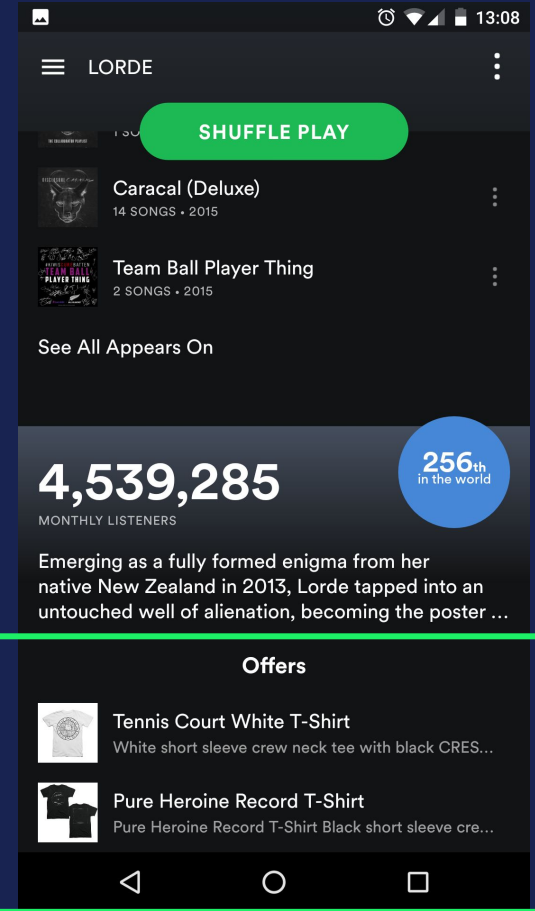 13:08
LORDE
SHUFFLE PLAY
Caracal (Deluxe)
14 SONGS • 2015
TEAM BALL
PLAYER THING
Team Ball Player Thing
2 SONGS • 2015
See All Appears On
256th
in the world
4,539,285
MONTHLY LISTENERS
Emerging as a fully formed enigma from her
native New Zealand in 2013, Lorde tapped into an
untouched well of alienation, becoming the poster ...
Offers
Tennis Court White T-Shirt
White short sleeve crew neck tee with black CRES...
Pure Heroine Record T-Shirt
Pure Heroine Record T-Shirt Black short sleeve cre...